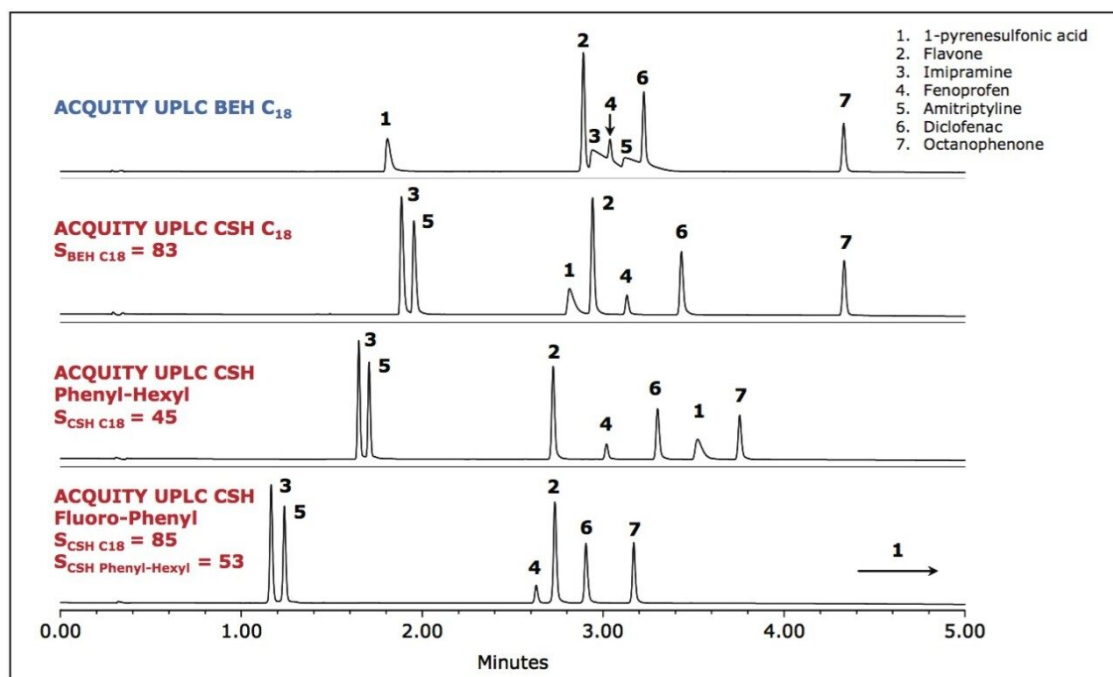 1. 1-pyrenesulfonic acid
2. Flavone
3. Imipramine
4. Fenoprofen
5. Amitriptyline
6. Diclofenac
7. Octanophenone
ACQUITY UPLC BEH C18
1
2
3
4
5
6
7
ACQUITY UPLC CSH C18
SBEH C18 = 83
3
5
1
2
4
6
7
ACQUITY UPLC CSH
Phenyl-Hexyl
SCSH C18 = 45
3
5
2
4
6
1
7
ACQUITY UPLC CSH
Fluoro-Phenyl
SCSH C18 = 85
SCSH Phenyl-Hexyl = 53
3
5
4
2
6
7
1
0.00 1.00 2.00 3.00 4.00 5.00
Minutes